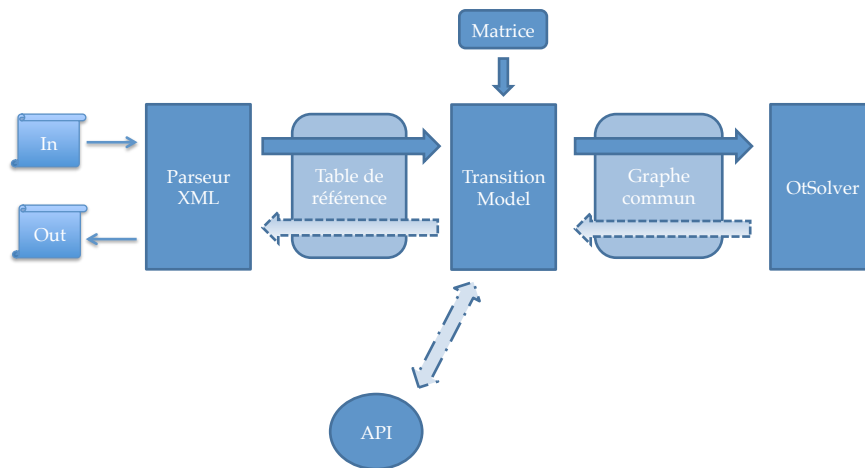 Matrice
In
Parseur
XML
Table de
référence
Transition
Model
Graphe
commun
OtSolver
Out
API